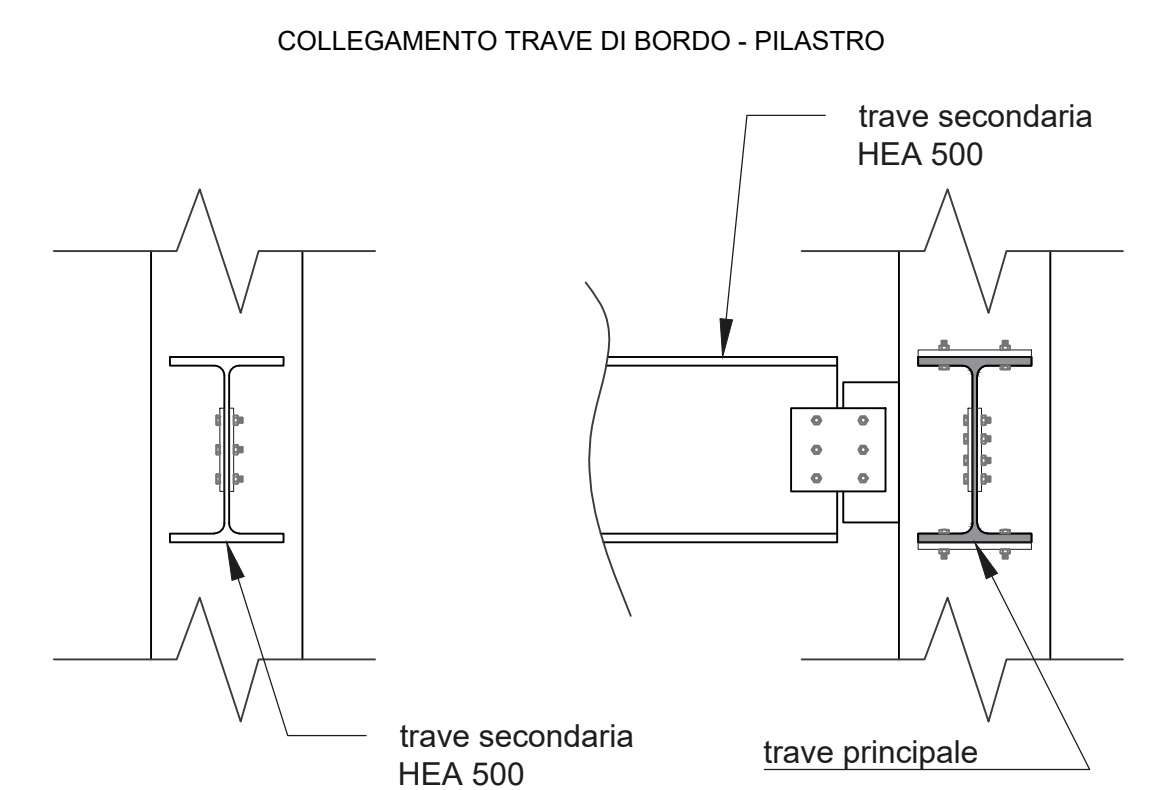 COLLEGAMENTO TRAVE DI BORDO - PILASTRO
trave secondaria
HEA 500
trave secondaria
HEA 500
trave principale